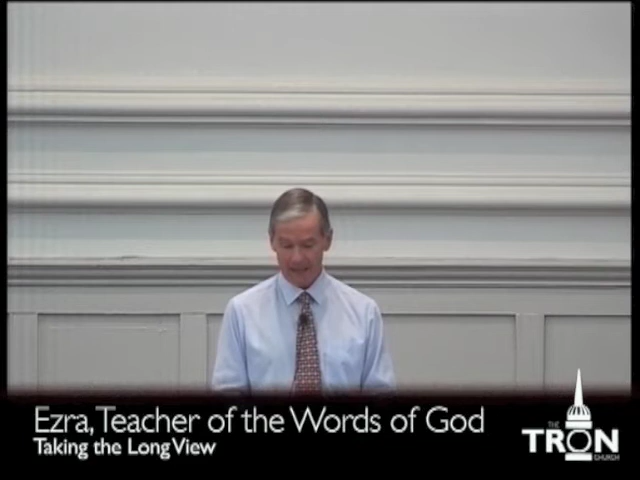 Ezra, Teacher of the Words of God
Taking the Long View
THE
TRON
CHURCH